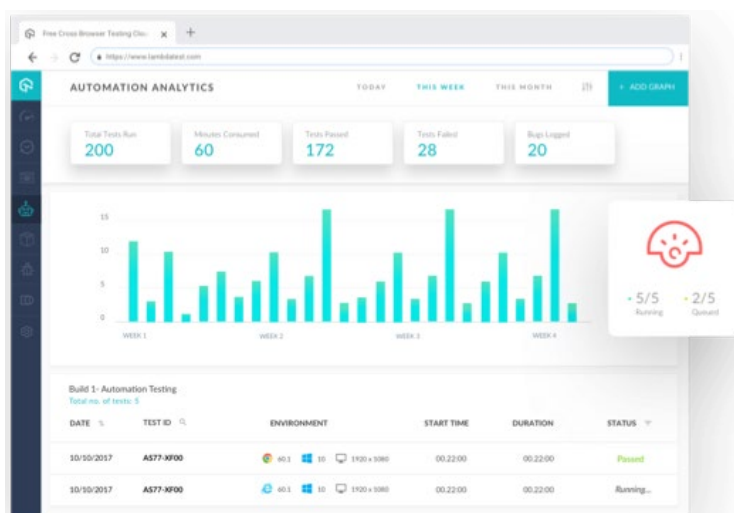 Free Cross Browser Testing Clou
https://www.lambdatest.com
AUTOMATION ANALYTICS
TODAY
THIS WEEK
THIS MONTH
+ ADD GRAPH
Total Tests Run
200
Minutes Consumed
60
Tests Passed
172
Tests Failed
28
Bugs Logged
20
15
10
5
0
WEEK 1
WEEK 2
WEEK 3
WEEK 4
5/5
Running
2/5
Queued
Build 1- Automation Testing
Total no. of tests: 5
DATE TEST ID ENVIRONMENT START TIME DURATION STATUS
10/10/2017 AS77-XF00 60.1 10 1920 x 1080 00.22:00 00.22:00 Passed
10/10/2017 AS77-XF00 60.1 10 1920 x 1080 00.22:00 00.22:00 Running...